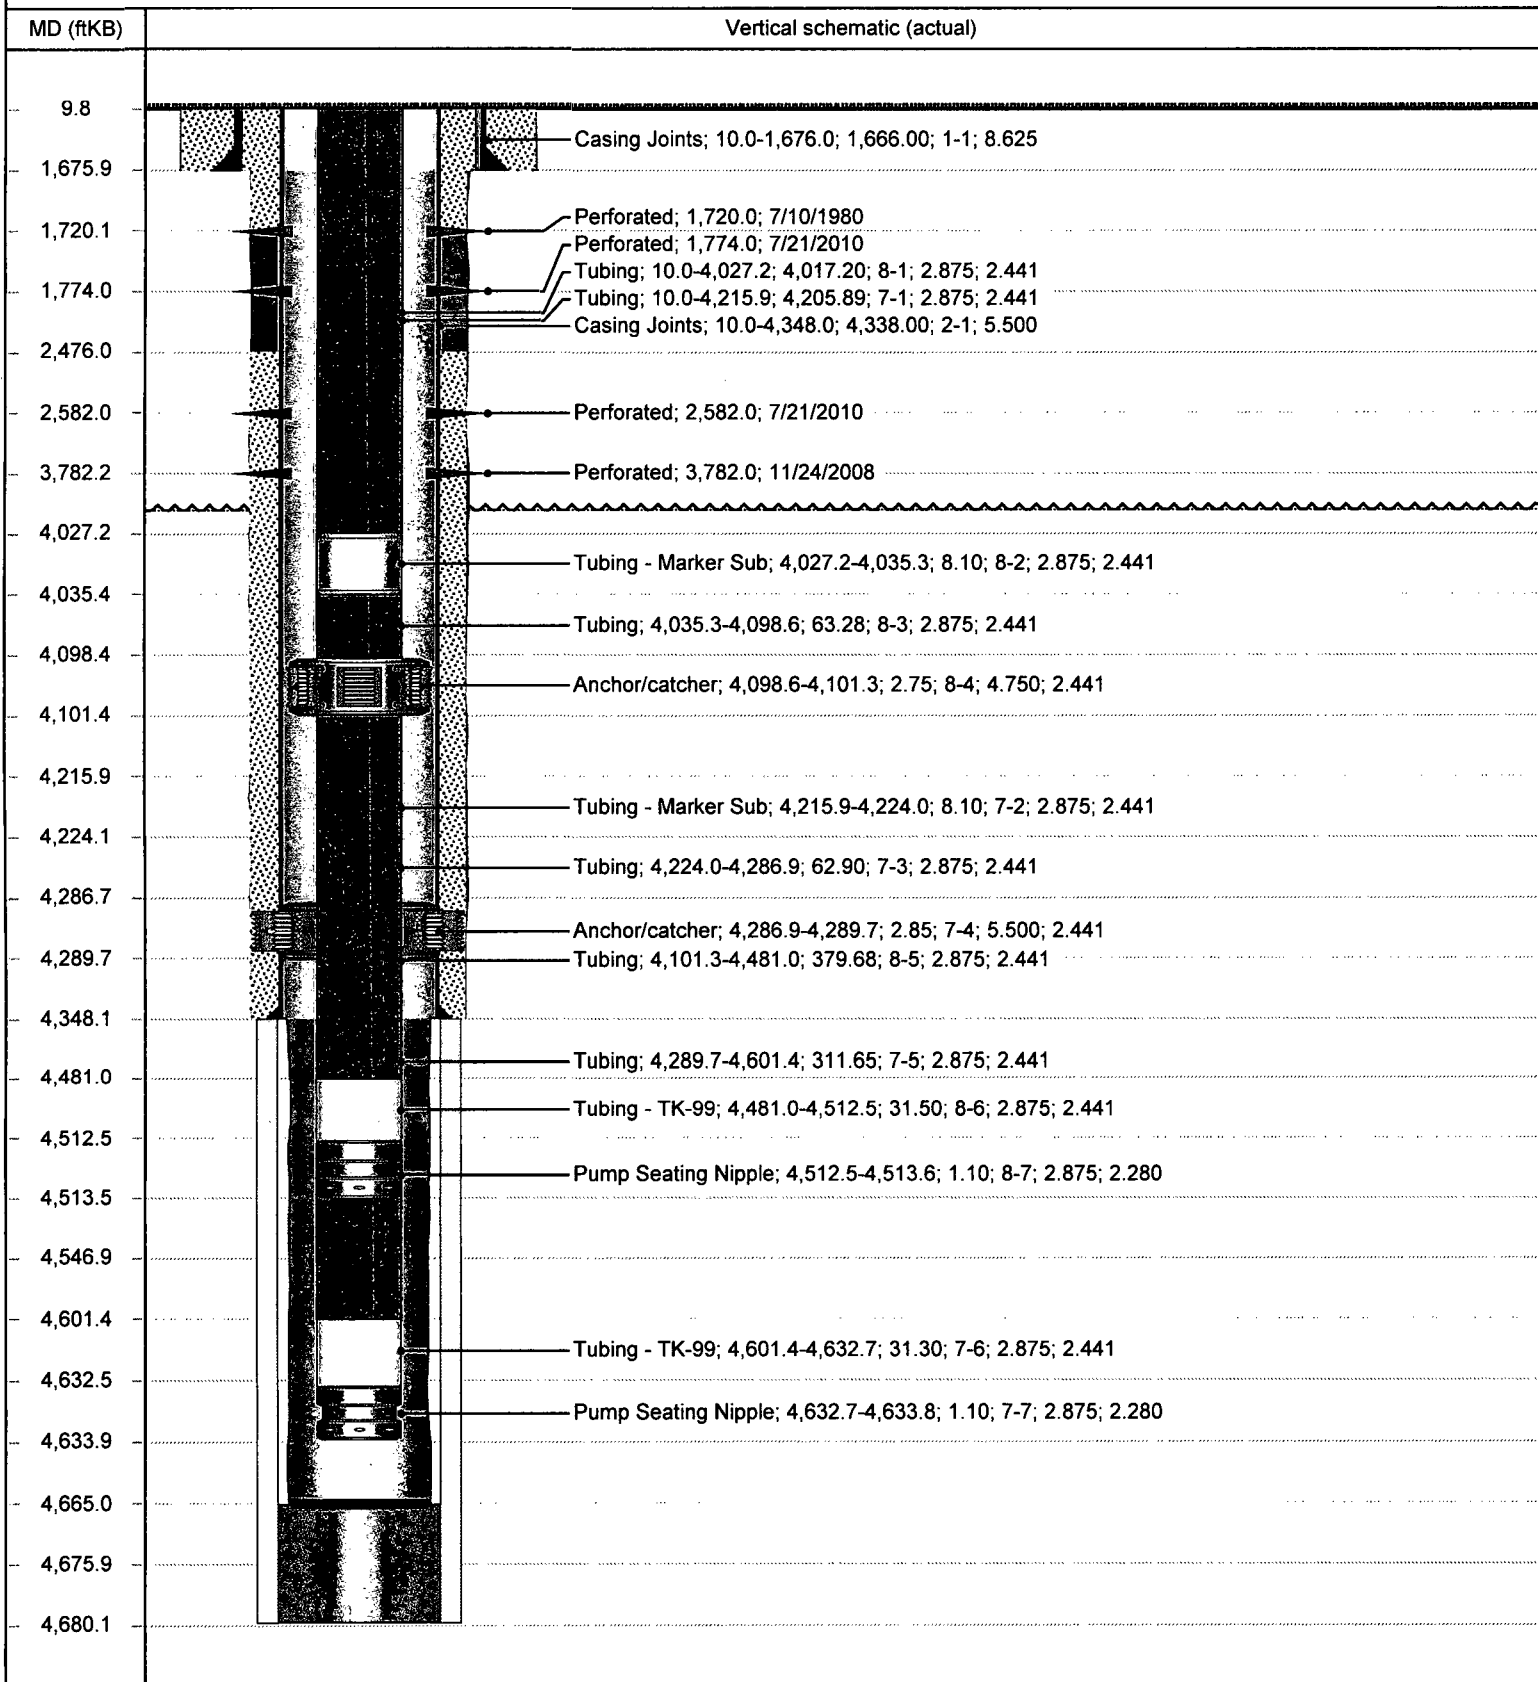 MD (ftKB)
Vertical schematic (actual)
9.8
Casing Joints; 10.0-1,676.0; 1,666.00; 1-1; 8.625
1,675.9
Perforated; 1,720.0; 7/10/1980
1,720.1
Perforated; 1,774.0; 7/21/2010
Tubing; 10.0-4,027.2; 4,017.20; 8-1; 2.875; 2.441
1,774.0
Tubing; 10.0-4,215.9; 4,205.89; 7-1; 2.875; 2.441
Casing Joints; 10.0-4,348.0; 4,338.00; 2-1; 5.500
2,476.0
2,582.0
Perforated; 2,582.0; 7/21/2010
3,782.2
Perforated; 3,782.0; 11/24/2008
4,027.2
Tubing - Marker Sub; 4,027.2-4,035.3; 8.10; 8-2; 2.875; 2.441
4,035.4
Tubing; 4,035.3-4,098.6; 63.28; 8-3; 2.875; 2.441
4,098.4
Anchor/catcher; 4,098.6-4,101.3; 2.75; 8-4; 4.750; 2.441
4,101.4
4,215.9
Tubing - Marker Sub; 4,215.9-4,224.0; 8.10; 7-2; 2.875; 2.441
4,224.1
Tubing; 4,224.0-4,286.9; 62.90; 7-3; 2.875; 2.441
4,286.7
Anchor/catcher; 4,286.9-4,289.7; 2.85; 7-4; 5.500; 2.441
4,289.7
Tubing; 4,101.3-4,481.0; 379.68; 8-5; 2.875; 2.441
4,348.1
Tubing; 4,289.7-4,601.4; 311.65; 7-5; 2.875; 2.441
4,481.0
Tubing - TK-99; 4,481.0-4,512.5; 31.50; 8-6; 2.875; 2.441
4,512.5
Pump Seating Nipple; 4,512.5-4,513.6; 1.10; 8-7; 2.875; 2.280
4,513.5
4,546.9
4,601.4
Tubing - TK-99; 4,601.4-4,632.7; 31.30; 7-6; 2.875; 2.441
4,632.5
Pump Seating Nipple; 4,632.7-4,633.8; 1.10; 7-7; 2.875; 2.280
4,633.9
4,665.0
4,675.9
4,680.1